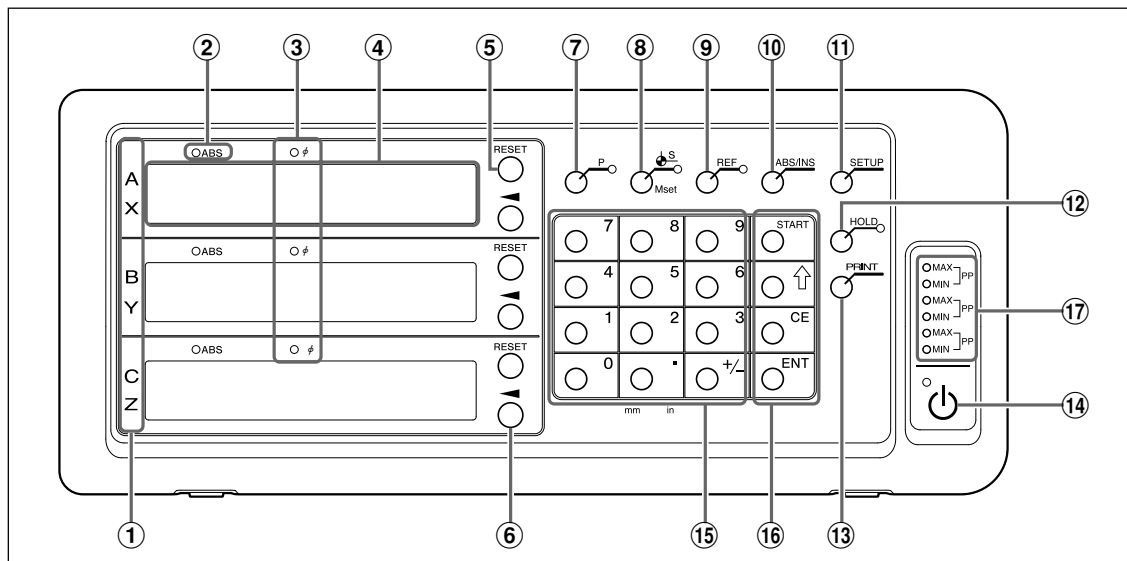 ② ③ ④ ⑤ ⑦ ⑧ ⑨ ⑩ ⑪
ABS ϕ RESET
A
X
P
LS
Mset
REF
ABS/INS
SETUP
HOLD ⑫
PRINT
ABS ϕ RESET
B
Y
ABS ϕ RESET
C
Z
7 8 9 START
4 5 6 ⇧
1 2 3 CE
0 . +/− ENT
mm in
MAX
MIN PP
MAX
MIN PP
MAX
MIN PP
⑰
⑭
① ⑥ ⑮ ⑯ ⑬